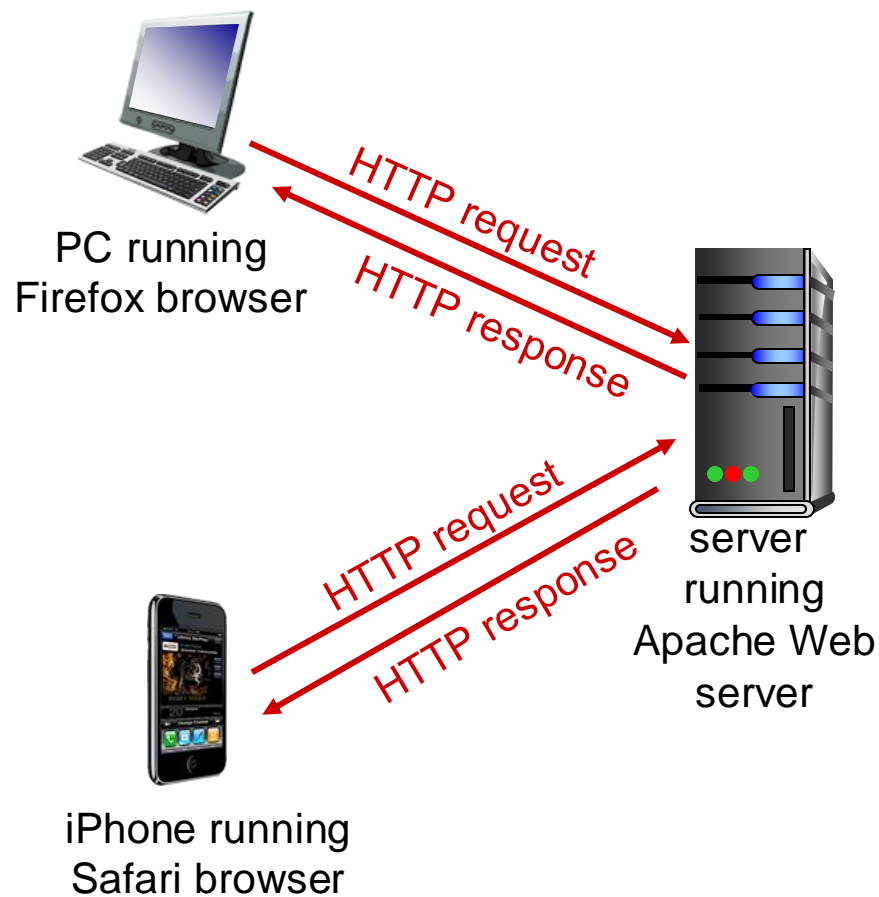 HTTP request
HTTP response
PC running
Firefox browser
HTTP request
HTTP response
server
running
Apache Web
server
iPhone running
Safari browser